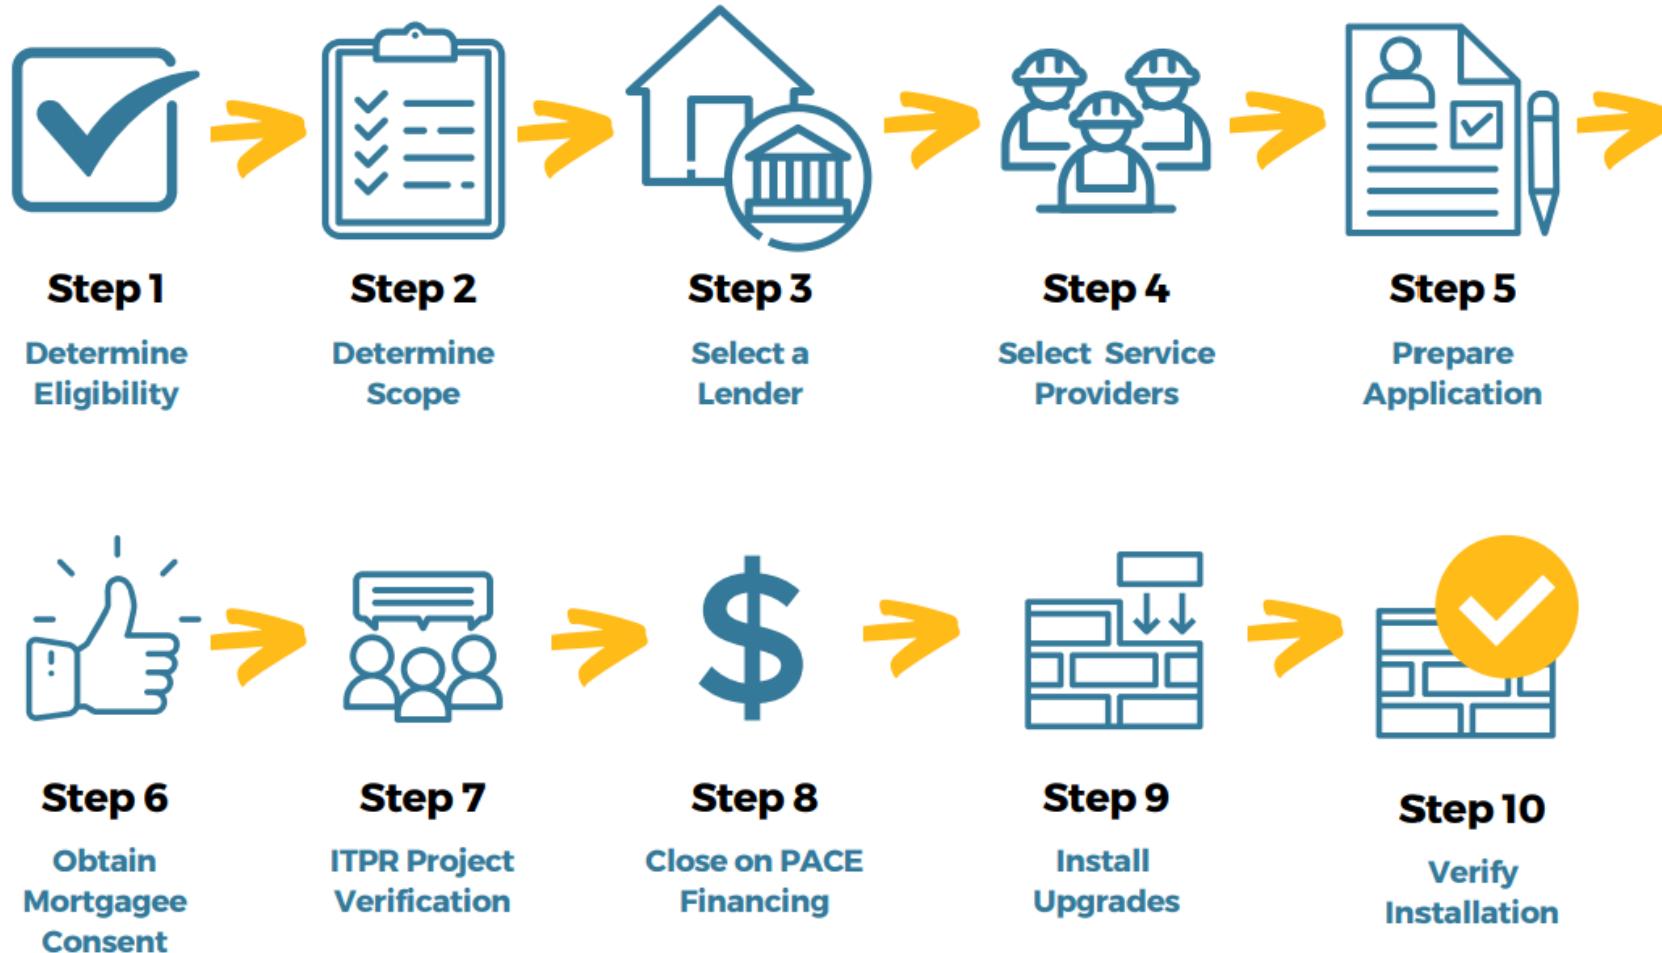 Step 1
Determine
Eligibility
Step 2
Determine
Scope
Step 3
Select a
Lender
Step 4
Select Service
Providers
Step 5
Prepare
Application
Step 6
Obtain
Mortgagee
Consent
Step 7
ITPR Project
Verification
Step 8
Close on PACE
Financing
Step 9
Install
Upgrades
Step 10
Verify
Installation